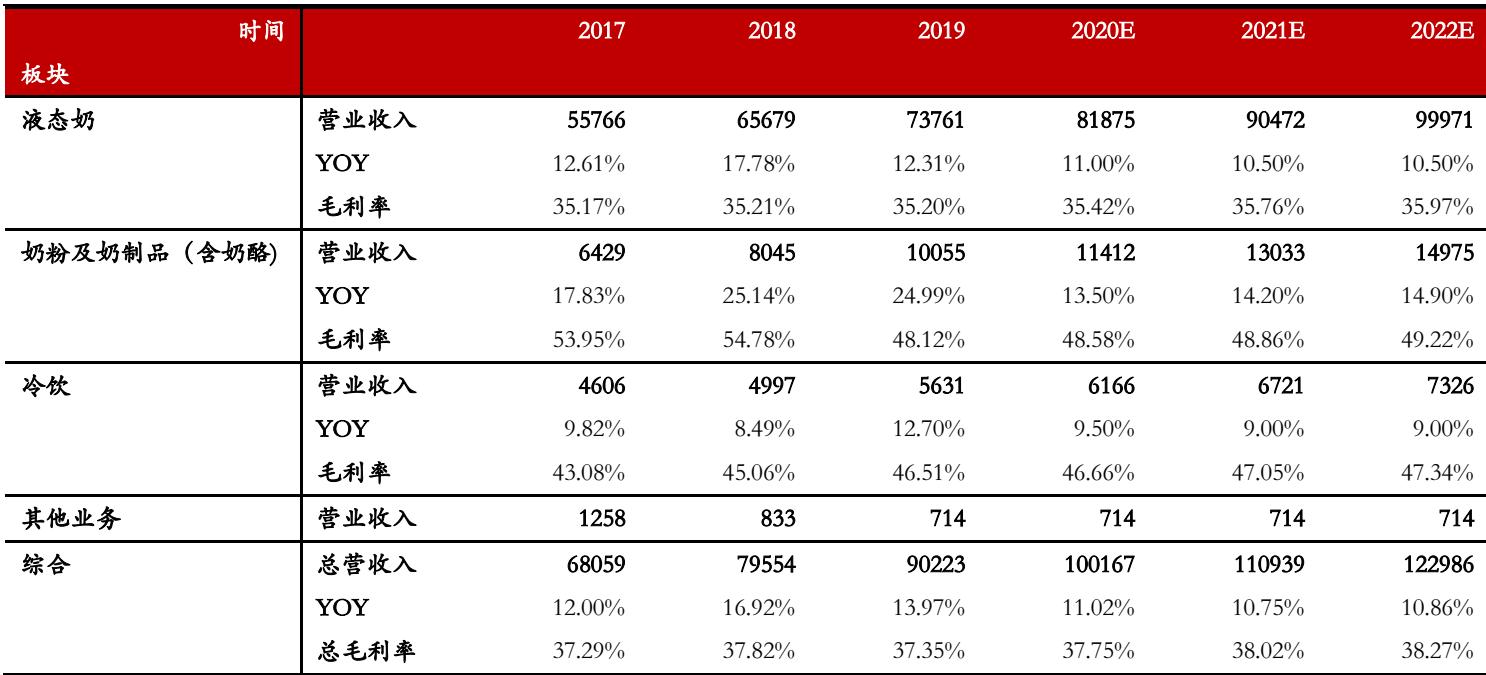 时间 2017 2018 2019 2020E 2021E 2022E
板块
液态奶 营业收入 55766 65679 73761 81875 90472 99971
YOY 12.61% 17.78% 12.31% 11.00% 10.50% 10.50%
毛利率 35.17% 35.21% 35.20% 35.42% 35.76% 35.97%
奶粉及奶制品（含奶酪) 营业收入 6429 8045 10055 11412 13033 14975
YOY 17.83% 25.14% 24.99% 13.50% 14.20% 14.90%
毛利率 53.95% 54.78% 48.12% 48.58% 48.86% 49.22%
冷饮 营业收入 4606 4997 5631 6166 6721 7326
YOY 9.82% 8.49% 12.70% 9.50% 9.00% 9.00%
毛利率 43.08% 45.06% 46.51% 46.66% 47.05% 47.34%
其他业务 营业收入 1258 833 714 714 714 714
综合 总营收入 68059 79554 90223 100167 110939 122986
YOY 12.00% 16.92% 13.97% 11.02% 10.75% 10.86%
总毛利率 37.29% 37.82% 37.35% 37.75% 38.02% 38.27%